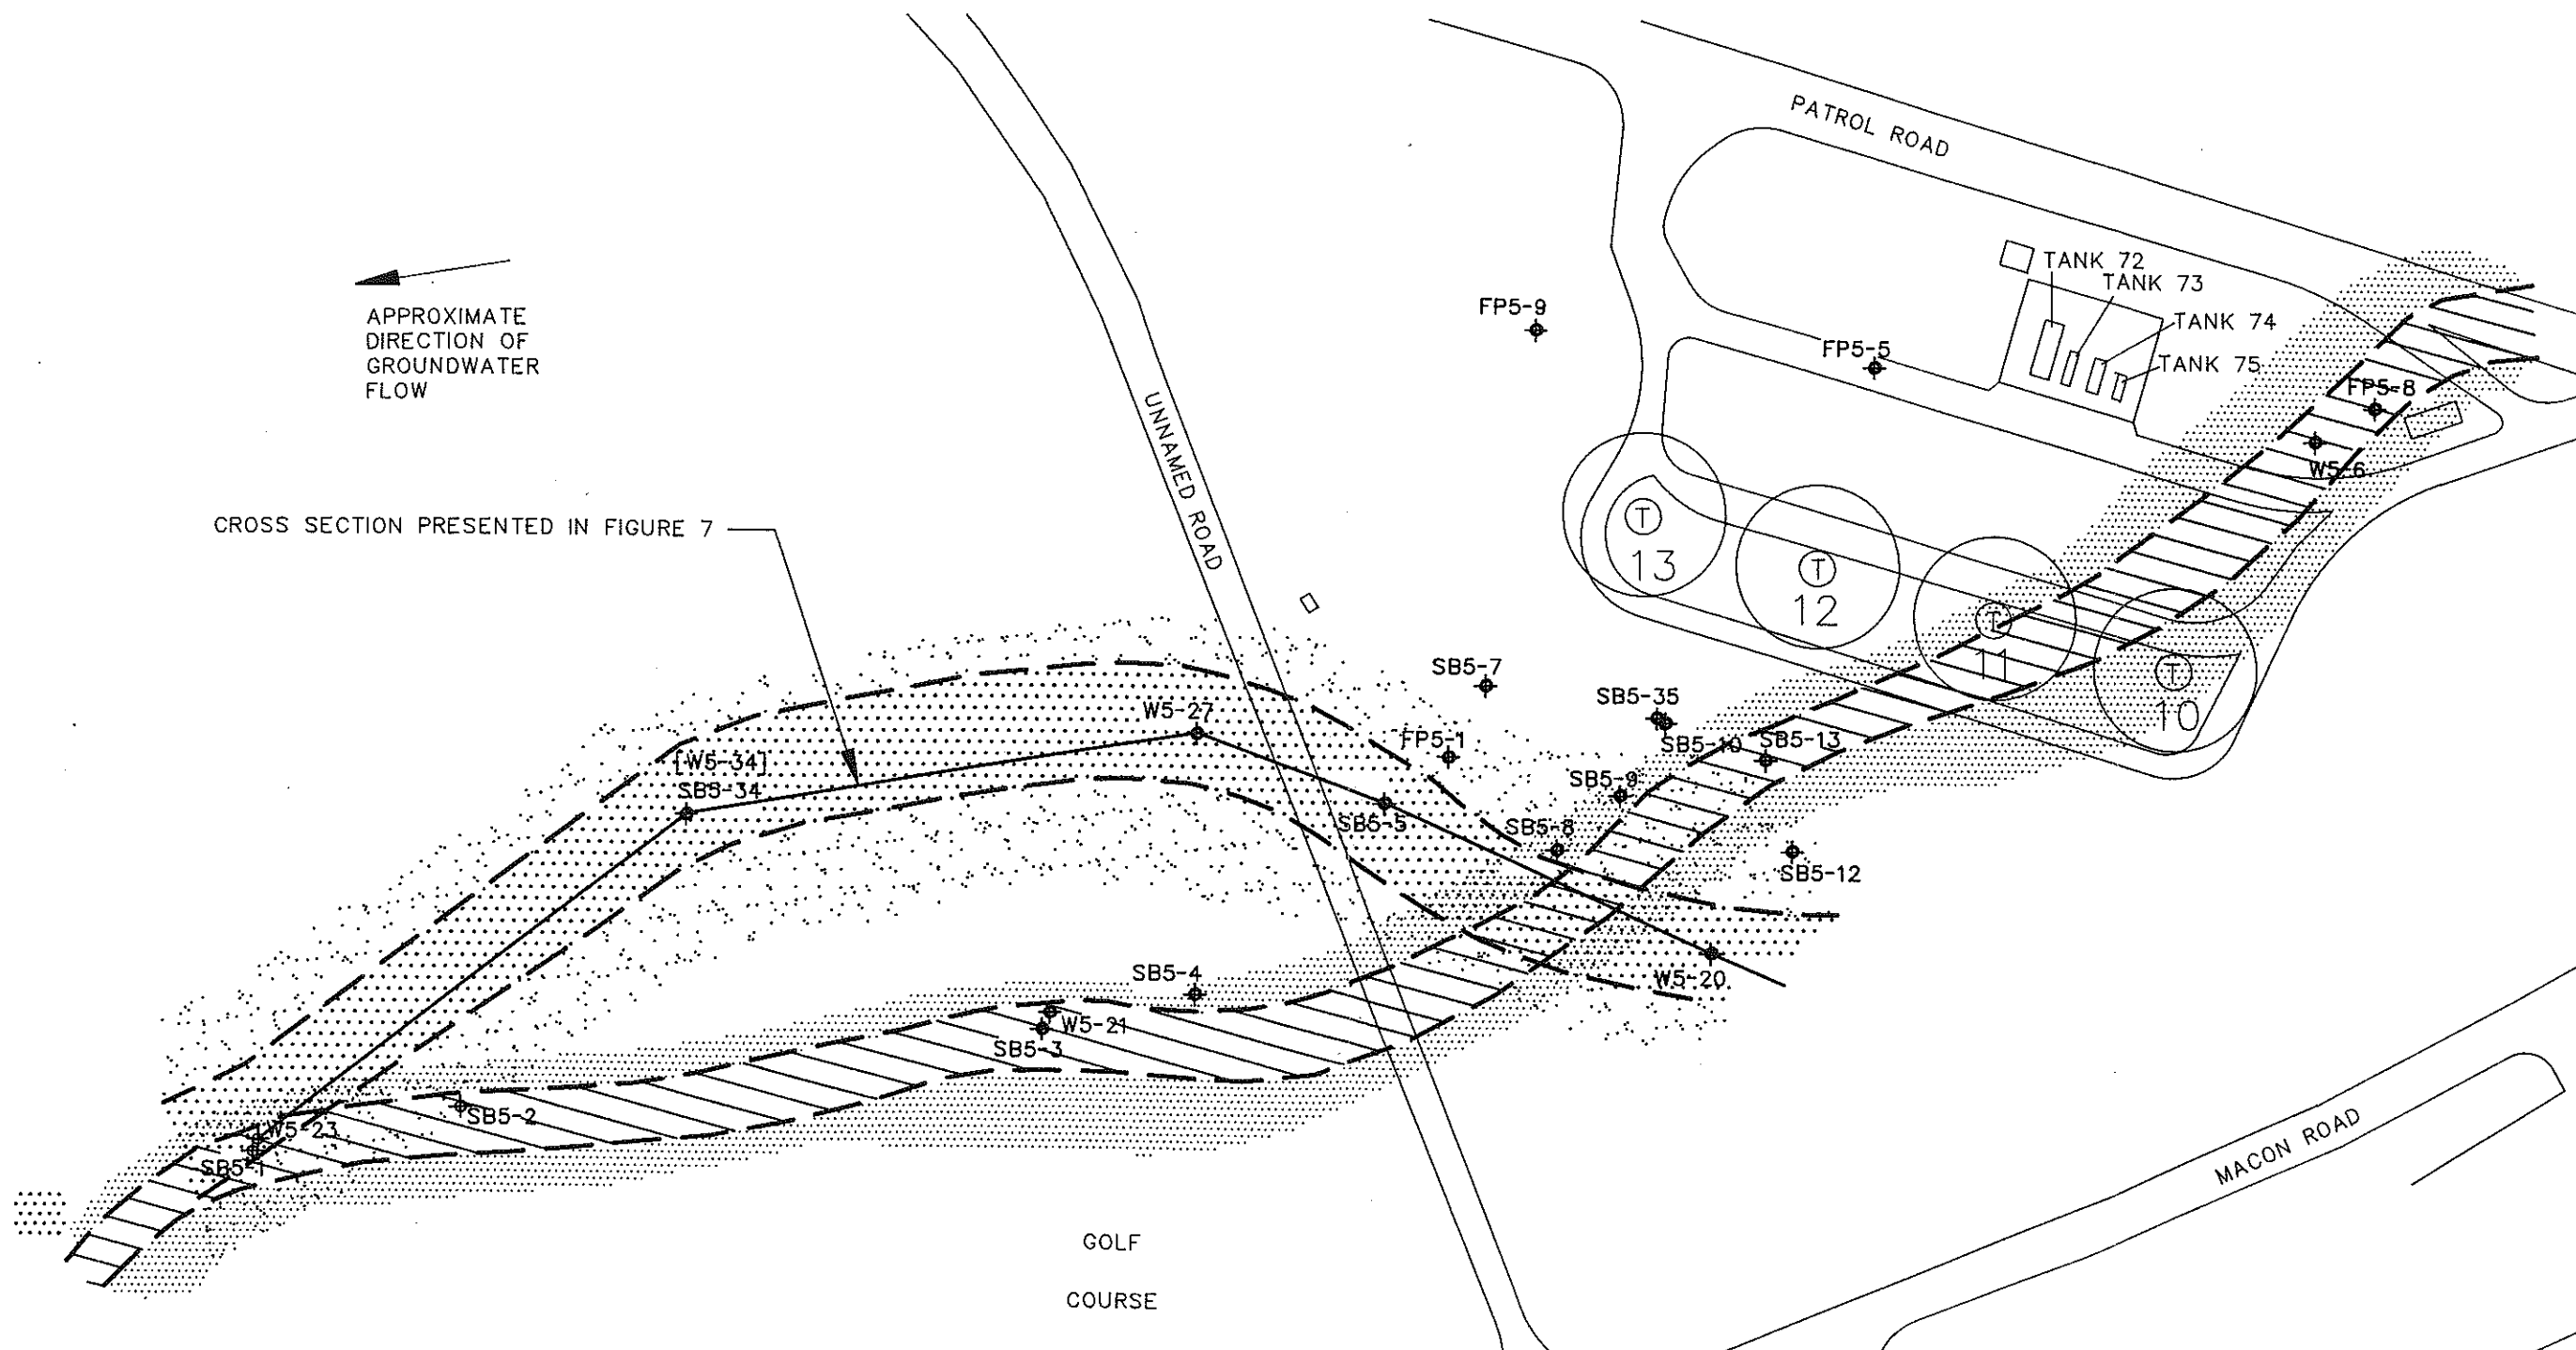 PATROL ROAD
TANK 72
TANK 73
TANK 74
TANK 75
FP5-9
FP5-5
FP5-8
W5-6
APPROXIMATE
DIRECTION OF
GROUNDWATER
FLOW
UNNAMED ROAD
CROSS SECTION PRESENTED IN FIGURE 7
T
13
T
12
T
11
T
10
SB5-7
SB5-35
SB5-10
SB5-13
W5-27
FP5-1
[W5-34]
SB5-34
SB5-9
SB5-5
SB5-8
SB5-12
SB5-4
W5-20
W5-21
SB5-3
SB5-2
W5-23
SB5-1
MACON ROAD
GOLF
COURSE